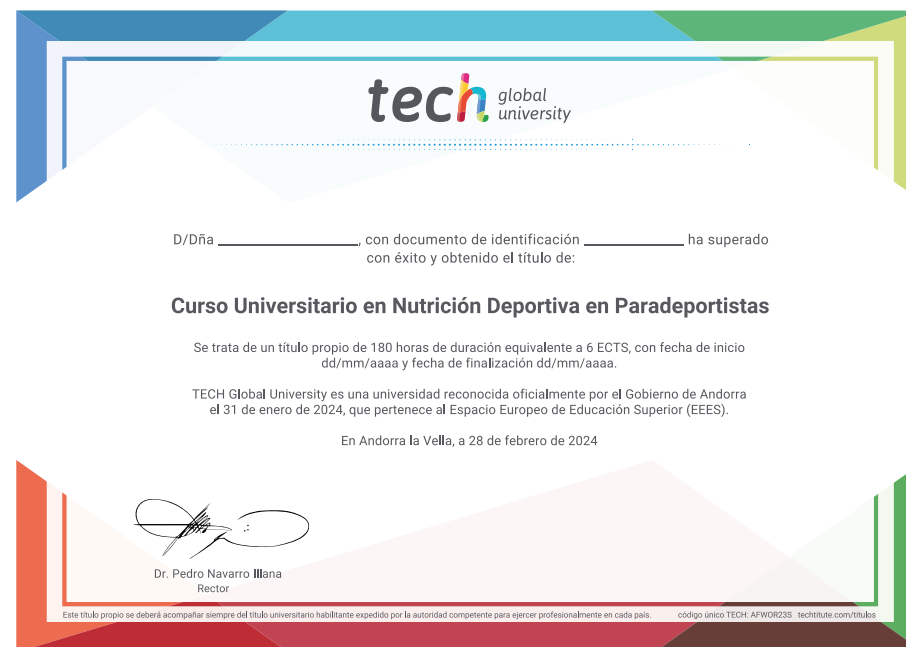 tech global university
D/Dña ____________________, con documento de identificación ______________ ha superado
con éxito y obtenido el título de:
Curso Universitario en Nutrición Deportiva en Paradeportistas
Se trata de un título propio de 180 horas de duración equivalente a 6 ECTS, con fecha de inicio
dd/mm/aaaa y fecha de finalización dd/mm/aaaa.
TECH Global University es una universidad reconocida oficialmente por el Gobierno de Andorra
el 31 de enero de 2024, que pertenece al Espacio Europeo de Educación Superior (EEES).
En Andorra la Vella, a 28 de febrero de 2024
Dr. Pedro Navarro Illana
Rector
Este título propio se deberá acompañar siempre del título universitario habilitante expedido por la autoridad competente para ejercer profesionalmente en cada país. código único TECH: AFWOR23S techtitute.com/titulos